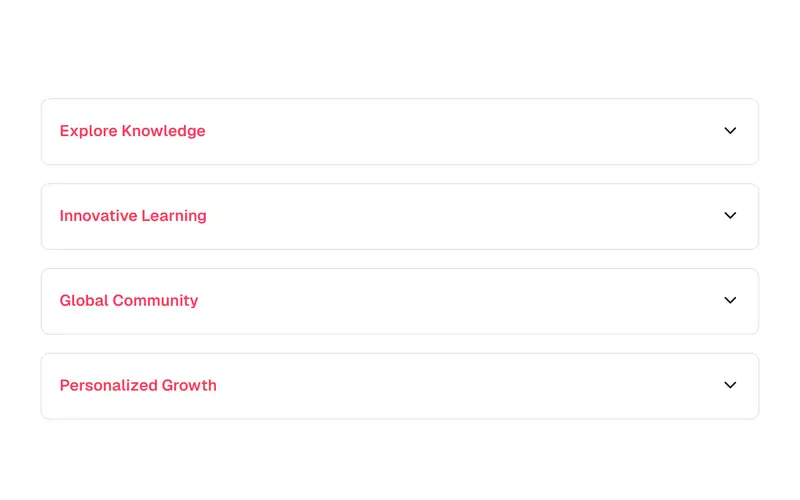 Explore Knowledge
Innovative Learning
Global Community
Personalized Growth